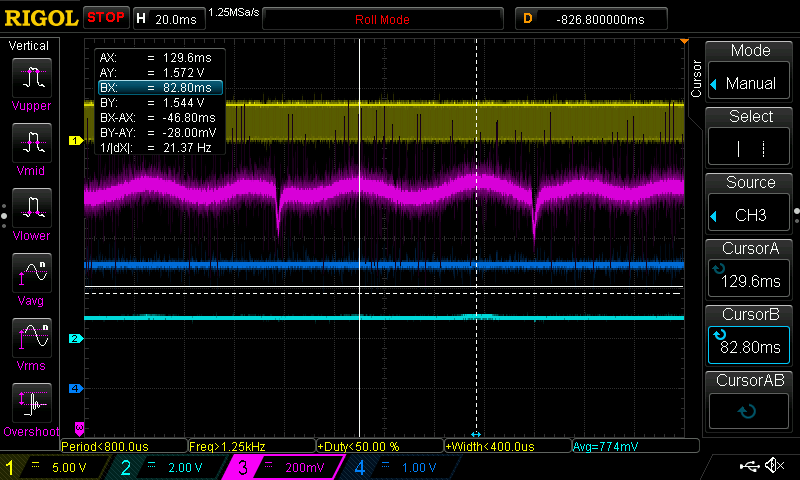 RIGOL STOP H 20.0ms 1.25MSa/s Roll Mode D -826.800000ms
Vertical
Vupper
Vmid
Vlower
Vavg
n
Vrms
n
Overshoot
AX: = 129.6ms
AY: = 1.572 V
BX: = 82.80ms
BY: = 1.544 V
BX-AX: = -46.80ms
BY-AY: = -28.00mV
1/|dX|: = 21.37 Hz
1
2
4
Cursor
Mode
Manual
Select
Source
CH3
CursorA
129.6ms
CursorB
82.80ms
CursorAB
Period<800.0us Freq>1.25kHz +Duty<50.00 % +Width<400.0us Avg=774mV
1 = 5.00 V 2 = 2.00 V 3 = 200mV 4 = 1.00 V